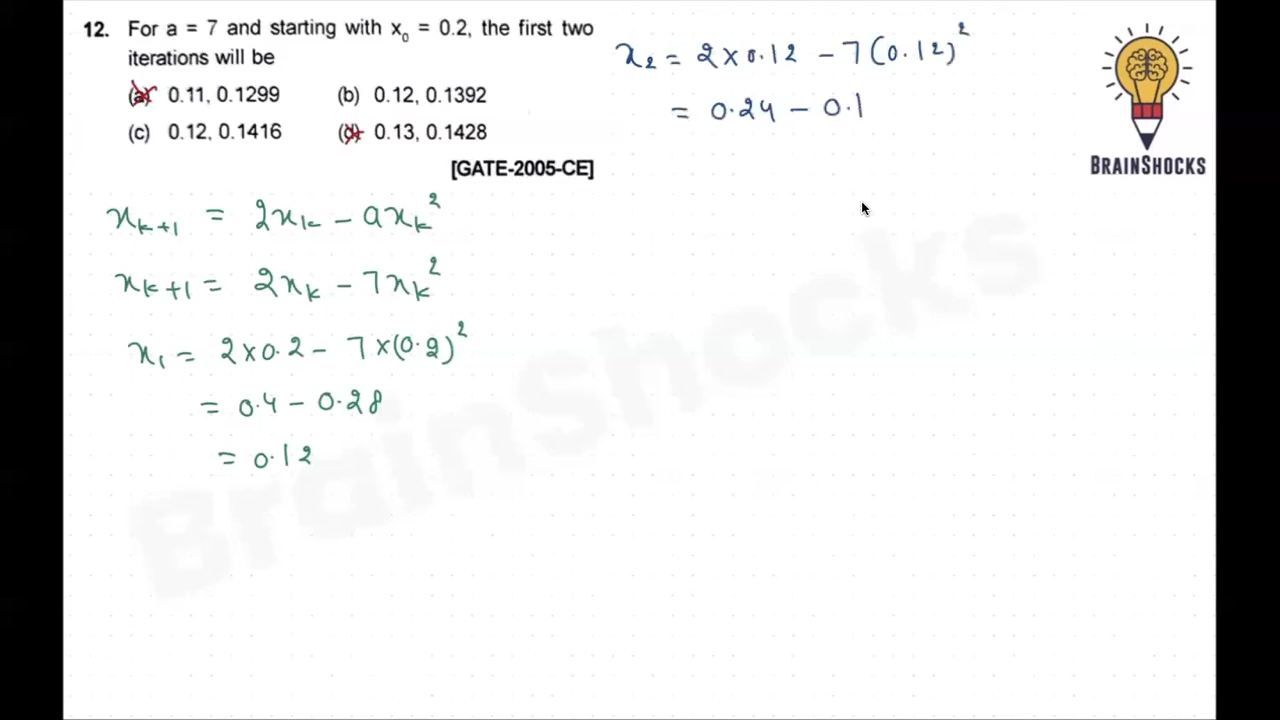 12. For a = 7 and starting with x₀ = 0.2, the first two
iterations will be
(a) 0.11, 0.1299 (b) 0.12, 0.1392
(c) 0.12, 0.1416 (d) 0.13, 0.1428
[GATE-2005-CE]
xₖ₊₁ = 2xₖ - axₖ²
xₖ₊₁ = 2xₖ - 7xₖ²
x₁ = 2×0.2 - 7×(0.2)²
= 0.4 - 0.28
= 0.12
x₂ = 2×0.12 - 7(0.12)²
= 0.24 - 0.1
BRAINSHOCKS
Brainshocks